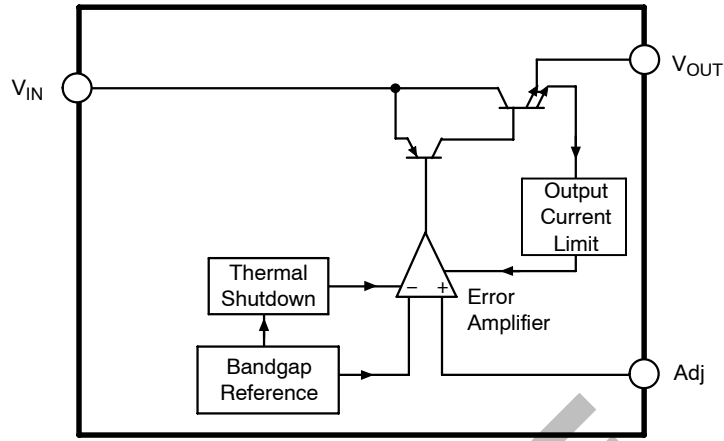 V_IN
V_OUT
Output
Current
Limit
Thermal
Shutdown
− +
Error
Amplifier
Bandgap
Reference
Adj